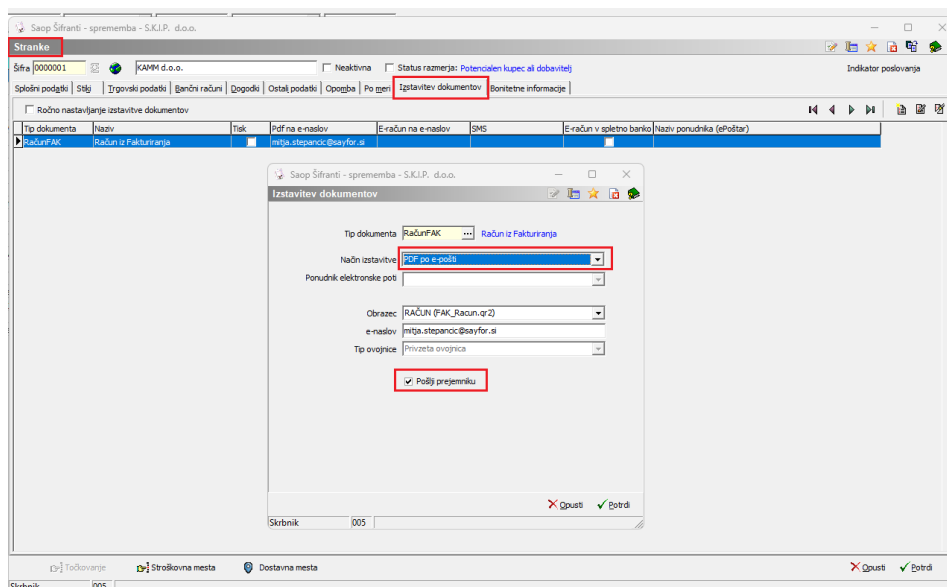 Saop Šifranti - sprememba - S.K.I.P. d.o.o.
Stranke
Šifra 0000001 KAMM d.o.o. Neaktivna Status razmerja: Potencialen kupec ali dobavitelj Indikator poslovanja
Splošni podatki Stiki Trgovski podatki Bančni računi Dogodki Ostali podatki Opomba Po meri Izstavitev dokumentov Bonitetne informacije
Ročno nastavljanje izstavitve dokumentov
Tip dokumenta Naziv Tisk Pdf na e-naslov E-račun na e-naslov SMS E-račun v spletno banko Naziv ponudnika (ePoštar)
RačunFAK Račun iz Fakturiranja mitja.stepancic@sayfor.si
Saop Šifranti - sprememba - S.K.I.P. d.o.o.
Izstavitev dokumentov
Tip dokumenta RačunFAK ... Račun iz Fakturiranja
Način izstavitve PDF po e-pošti
Ponudnik elektronske poti
Obrazec RAČUN (FAK_Racun.qr2)
e-naslov mitja.stepancic@sayfor.si
Tip ovojnice Privzeta ovojnica
Pošlji prejemniku
Opusti Potrdi
Skrbnik 005
Točkovanje Stroškovna mesta Dostavna mesta Opusti Potrdi
Skrbnik 005